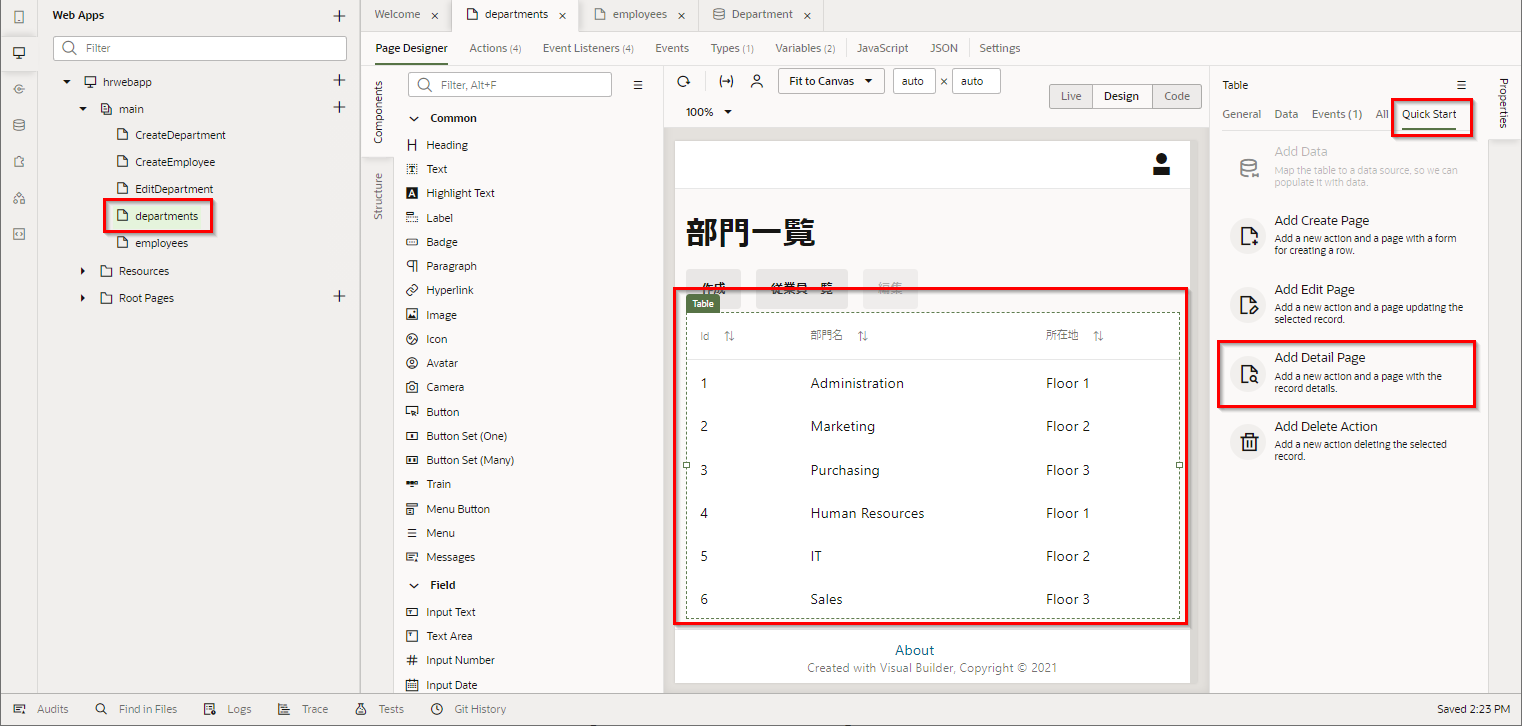 Web Apps
Filter
hrwebapp
main
CreateDepartment
CreateEmployee
EditDepartment
departments
employees
Resources
Root Pages
Welcome ×
departments ×
employees ×
Department ×
Page Designer
Actions (4)
Event Listeners (4)
Events
Types (1)
Variables (2)
JavaScript
JSON
Settings
Components
Structure
Filter, Alt+F
Common
Heading
Text
Highlight Text
Label
Badge
Paragraph
Hyperlink
Image
Icon
Avatar
Camera
Button
Button Set (One)
Button Set (Many)
Train
Menu Button
Menu
Messages
Field
Input Text
Text Area
Input Number
Input Date
Fit to Canvas
auto × auto
100%
Live Design Code
部門一覧
作成 従業員一覧 編集
Table
Id 部門名 所在地
1 Administration Floor 1
2 Marketing Floor 2
3 Purchasing Floor 3
4 Human Resources Floor 1
5 IT Floor 2
6 Sales Floor 3
About
Created with Visual Builder, Copyright © 2021
Table
General Data Events (1) All Quick Start
Add Data
Map the table to a data source, so we can
populate it with data.
Add Create Page
Add a new action and a page with a form
for creating a row.
Add Edit Page
Add a new action and a page updating the
selected record.
Add Detail Page
Add a new action and a page with the
record details.
Add Delete Action
Add a new action deleting the selected
record.
Properties
Audits
Find in Files
Logs
Trace
Tests
Git History
Saved 2:23 PM